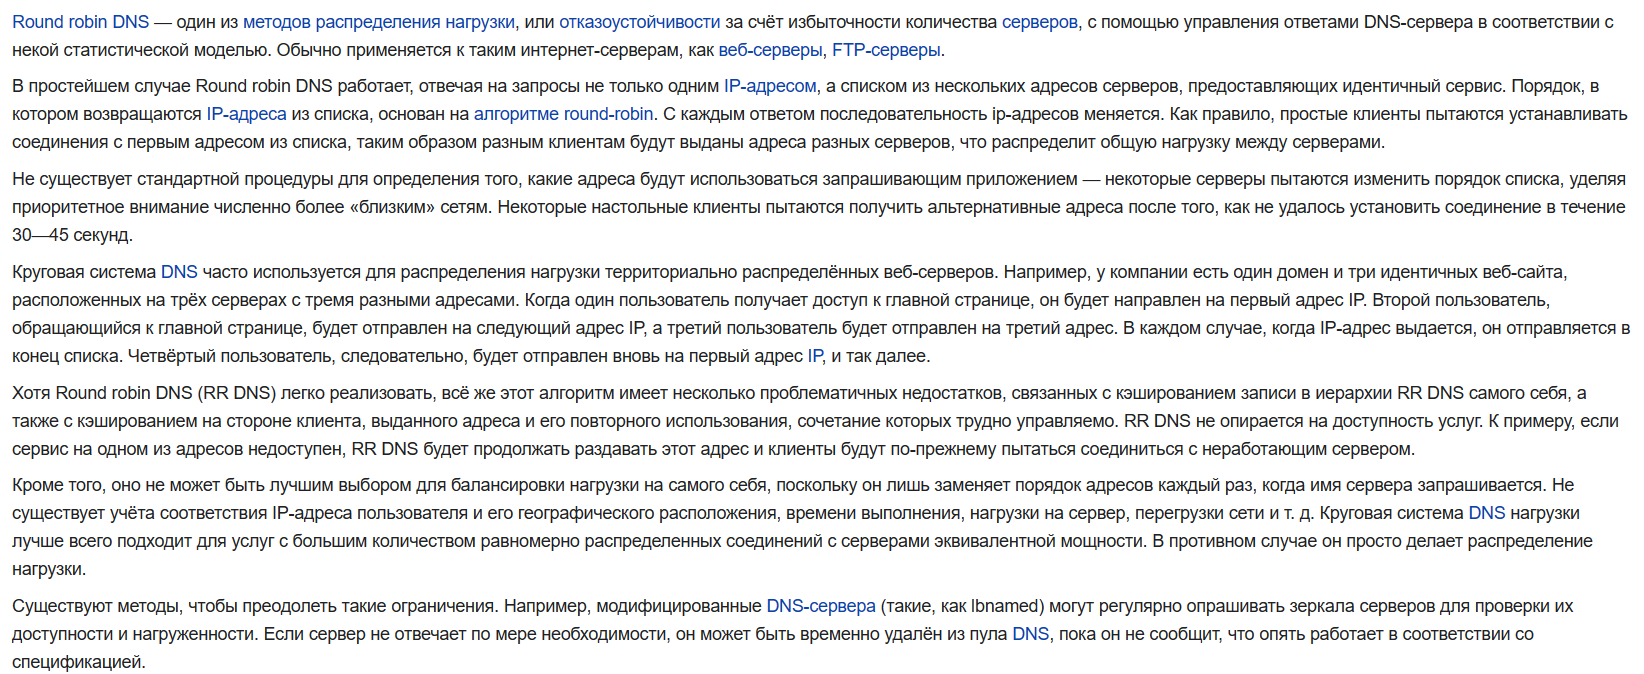 Round robin DNS — один из методов распределения нагрузки, или отказоустойчивости за счёт избыточности количества серверов, с помощью управления ответами DNS-сервера в соответствии с
некой статистической моделью. Обычно применяется к таким интернет-серверам, как веб-серверы, FTP-серверы.
В простейшем случае Round robin DNS работает, отвечая на запросы не только одним IP-адресом, а списком из нескольких адресов серверов, предоставляющих идентичный сервис. Порядок, в
котором возвращаются IP-адреса из списка, основан на алгоритме round-robin. С каждым ответом последовательность ip-адресов меняется. Как правило, простые клиенты пытаются устанавливать
соединения с первым адресом из списка, таким образом разным клиентам будут выданы адреса разных серверов, что распределит общую нагрузку между серверами.
Не существует стандартной процедуры для определения того, какие адреса будут использоваться запрашивающим приложением — некоторые серверы пытаются изменить порядок списка, уделяя
приоритетное внимание численно более «близким» сетям. Некоторые настольные клиенты пытаются получить альтернативные адреса после того, как не удалось установить соединение в течение
30—45 секунд.
Круговая система DNS часто используется для распределения нагрузки территориально распределённых веб-серверов. Например, у компании есть один домен и три идентичных веб-сайта,
расположенных на трёх серверах с тремя разными адресами. Когда один пользователь получает доступ к главной странице, он будет направлен на первый адрес IP. Второй пользователь,
обращающийся к главной странице, будет отправлен на следующий адрес IP, а третий пользователь будет отправлен на третий адрес. В каждом случае, когда IP-адрес выдается, он отправляется в
конец списка. Четвёртый пользователь, следовательно, будет отправлен вновь на первый адрес IP, и так далее.
Хотя Round robin DNS (RR DNS) легко реализовать, всё же этот алгоритм имеет несколько проблематичных недостатков, связанных с кэшированием записи в иерархии RR DNS самого себя, а
также с кэшированием на стороне клиента, выданного адреса и его повторного использования, сочетание которых трудно управляемо. RR DNS не опирается на доступность услуг. К примеру, если
сервис на одном из адресов недоступен, RR DNS будет продолжать раздавать этот адрес и клиенты будут по-прежнему пытаться соединиться с неработающим сервером.
Кроме того, оно не может быть лучшим выбором для балансировки нагрузки на самого себя, поскольку он лишь заменяет порядок адресов каждый раз, когда имя сервера запрашивается. Не
существует учёта соответствия IP-адреса пользователя и его географического расположения, времени выполнения, нагрузки на сервер, перегрузки сети и т. д. Круговая система DNS нагрузки
лучше всего подходит для услуг с большим количеством равномерно распределенных соединений с серверами эквивалентной мощности. В противном случае он просто делает распределение
нагрузки.
Существуют методы, чтобы преодолеть такие ограничения. Например, модифицированные DNS-сервера (такие, как lbnamed) могут регулярно опрашивать зеркала серверов для проверки их
доступности и нагруженности. Если сервер не отвечает по мере необходимости, он может быть временно удалён из пула DNS, пока он не сообщит, что опять работает в соответствии со
спецификацией.